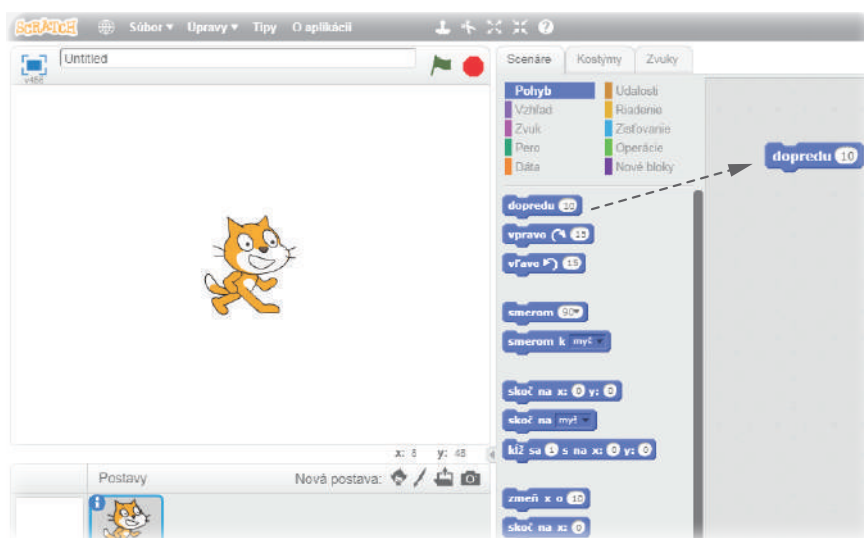 SCRATCH Súbor Úpravy Tipy O aplikácii
Untitled
v456
Scenáre Kostýmy Zvuky
Pohyb Udalosti
Vzhľad Riadenie
Zvuk Zisťovanie
Pero Operácie
Dáta Nové bloky
dopredu 10
dopredu 10
vpravo 15
vľavo 15
smerom 90
smerom k myš
skoč na x: 0 y: 0
skoč na myš
kĺž sa 1 s na x: 0 y: 0
zmeň x o 10
skoč na x: 0
x: 8 y: 48
Postavy Nová postava: